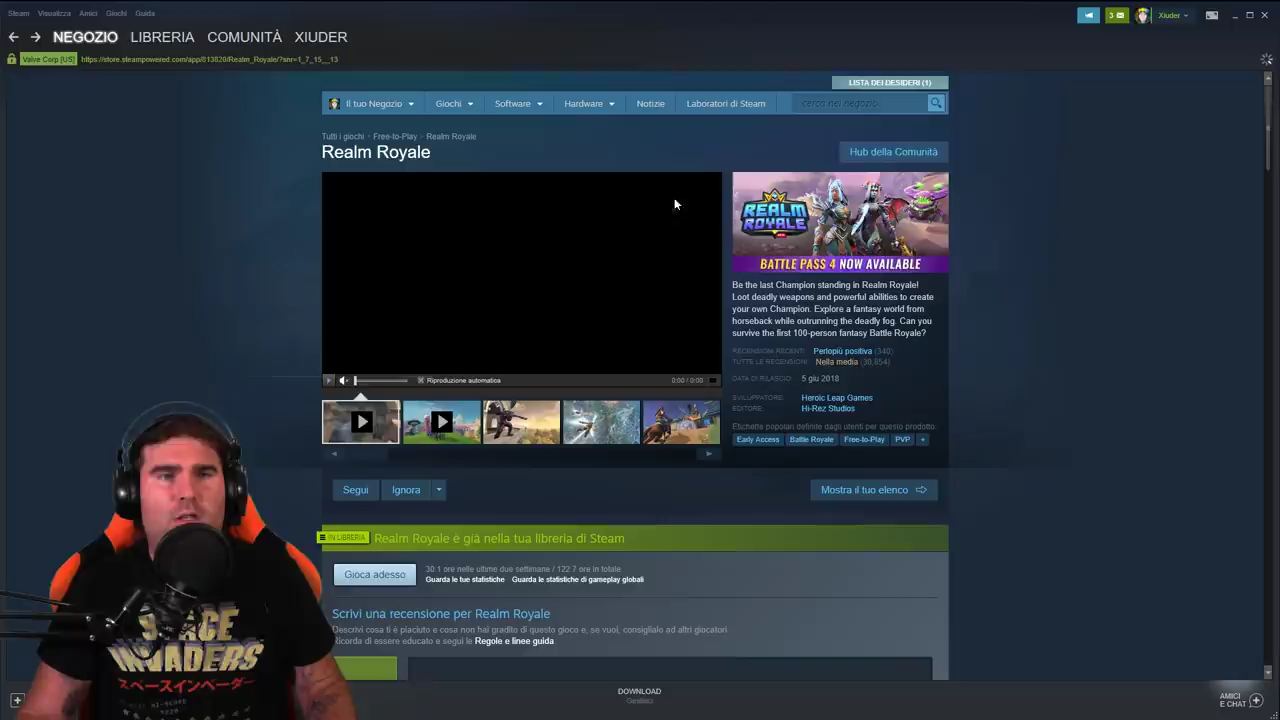 Steam Visualizza Amici Giochi Guida
3 Xiuder
NEGOZIO LIBRERIA COMUNITÀ XIUDER
Valve Corp [US] https://store.steampowered.com/app/813820/Realm_Royale/?snr=1_7_15__13
LISTA DEI DESIDERI (1)
Il tuo Negozio Giochi Software Hardware Notizie Laboratori di Steam cerca nel negozio
Tutti i giochi > Free-to-Play > Realm Royale
Realm Royale
Hub della Comunità
REALM ROYALE
BATTLE PASS 4 NOW AVAILABLE
Be the last Champion standing in Realm Royale!
Loot deadly weapons and powerful abilities to create
your own Champion. Explore a fantasy world from
horseback while outrunning the deadly fog. Can you
survive the first 100-person fantasy Battle Royale?
RECENSIONI RECENTI: Perlopiù positiva (340)
TUTTE LE RECENSIONI: Nella media (30,854)
DATA DI RILASCIO: 5 giu 2018
SVILUPPATORE: Heroic Leap Games
EDITORE: Hi-Rez Studios
Etichette popolari definite dagli utenti per questo prodotto:
Early Access Battle Royale Free-to-Play PVP +
Riproduzione automatica 0:00 / 0:00
Segui Ignora Mostra il tuo elenco
IN LIBRERIA Realm Royale è già nella tua libreria di Steam
Gioca adesso
30.1 ore nelle ultime due settimane / 122.7 ore in totale
Guarda le tue statistiche Guarda le statistiche di gameplay globali
Scrivi una recensione per Realm Royale
Descrivi cosa ti è piaciuto e cosa non hai gradito di questo gioco e, se vuoi, consiglialo ad altri giocatori
Ricorda di essere educato e segui le Regole e linee guida
SPACE
INVADERS
スペースインベーダー
HI-SCORE
DOWNLOAD
Gestisci
AMICI
E CHAT